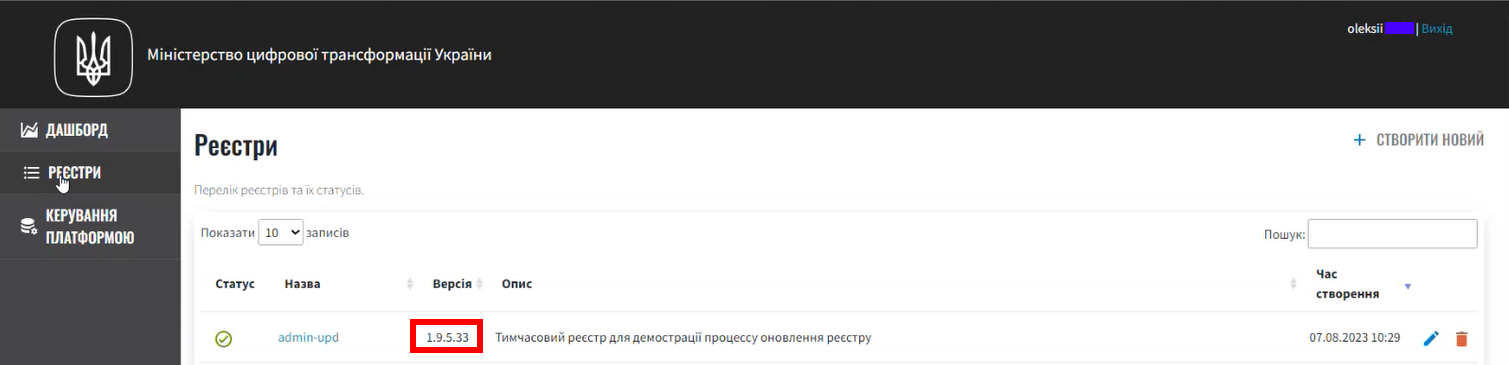 Міністерство цифрової трансформації України
oleksii | Вихід
ДАШБОРД
РЕЄСТРИ
КЕРУВАННЯ
ПЛАТФОРМОЮ
Реєстри
СТВОРИТИ НОВИЙ
Перелік реєстрів та їх статусів.
Показати 10 записів
Пошук:
Статус Назва Версія Опис Час створення
admin-upd 1.9.5.33 Тимчасовий реєстр для демострації процессу оновлення реєстру 07.08.2023 10:29